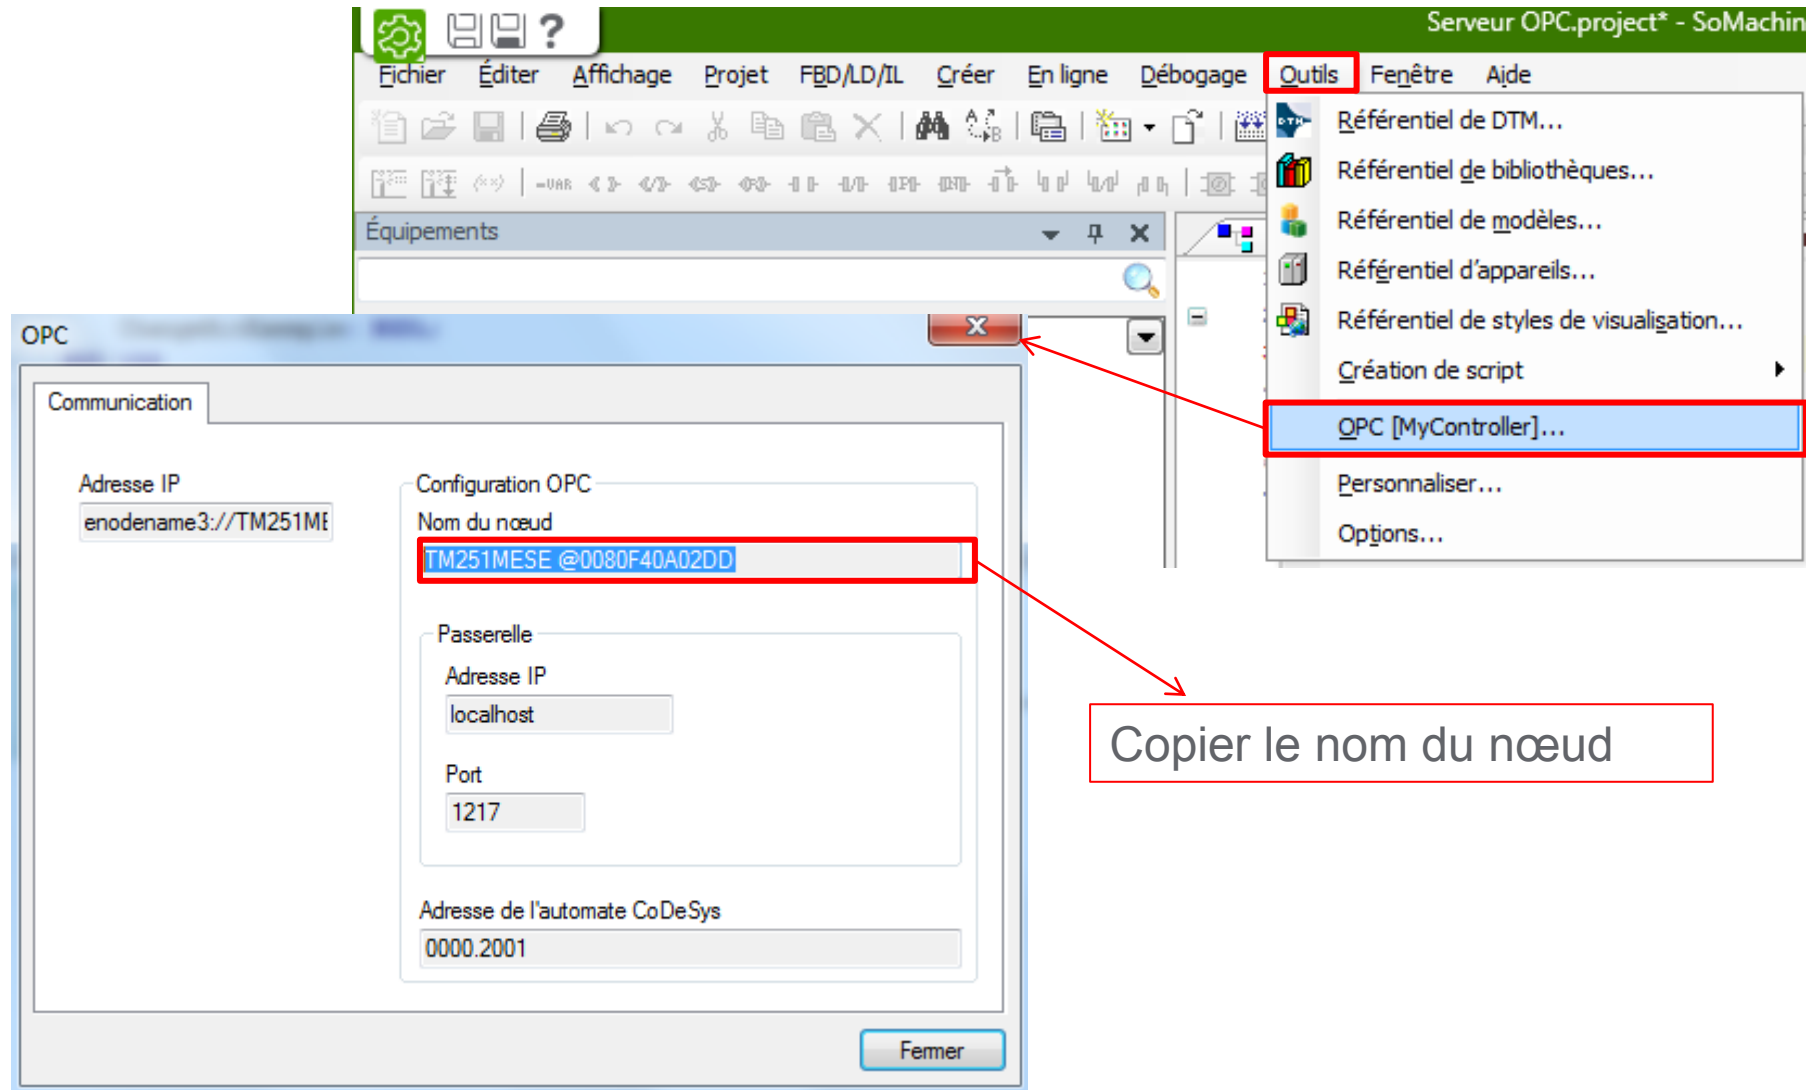 Serveur OPC.project* - SoMachin
Fichier Éditer Affichage Projet FBD/LD/IL Créer En ligne Débogage Outils Fenêtre Aide
Équipements
Référentiel de DTM...
Référentiel de bibliothèques...
Référentiel de modèles...
Référentiel d'appareils...
Référentiel de styles de visualisation...
Création de script
OPC [MyController]...
Personnaliser...
Options...
OPC
Communication
Adresse IP
enodename3://TM251ME
Configuration OPC
Nom du nœud
TM251MESE @0080F40A02DD
Passerelle
Adresse IP
localhost
Port
1217
Adresse de l'automate CoDeSys
0000.2001
Fermer
Copier le nom du nœud